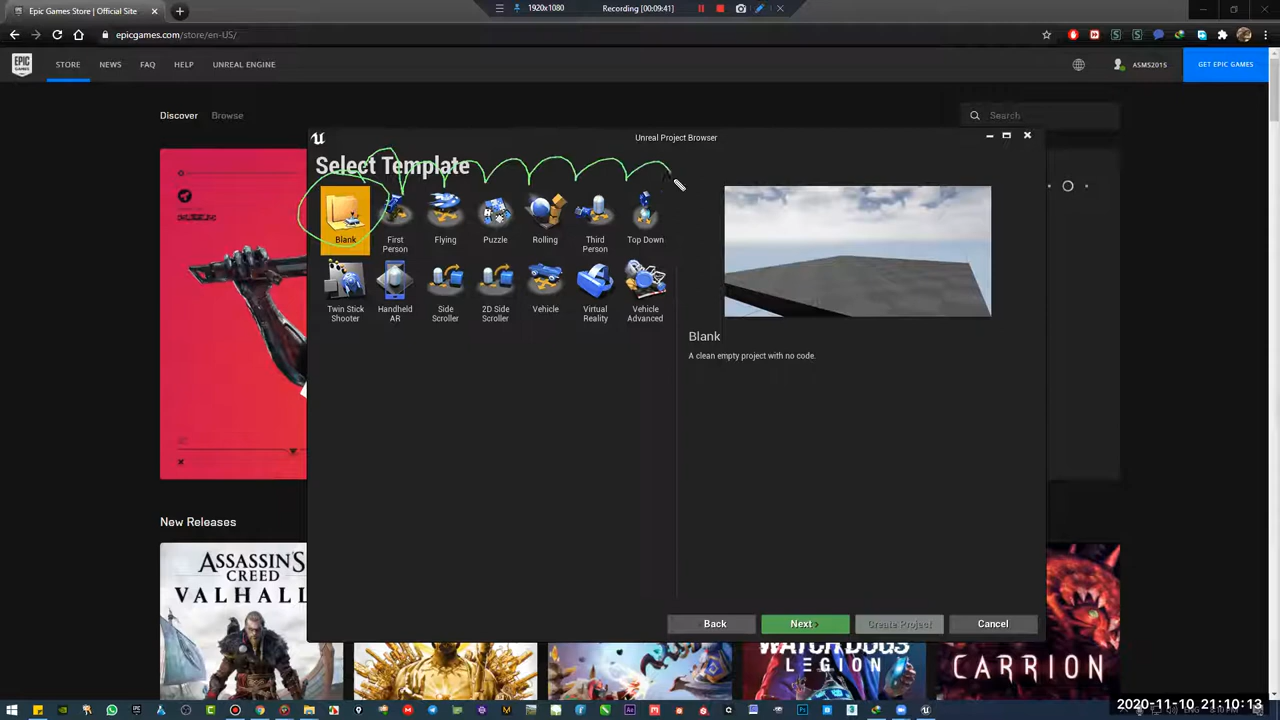 Epic Games Store | Official Site
1920x1080
Recording [00:09:41]
epicgames.com/store/en-US/
EPIC GAMES
STORE
NEWS
FAQ
HELP
UNREAL ENGINE
ASMS2015
GET EPIC GAMES
Discover
Browse
Search
Unreal Project Browser
Select Template
Blank
First Person
Flying
Puzzle
Rolling
Third Person
Top Down
Twin Stick Shooter
Handheld AR
Side Scroller
2D Side Scroller
Vehicle
Virtual Reality
Vehicle Advanced
Blank
A clean empty project with no code.
Back
Next >
Create Project
Cancel
New Releases
ASSASSIN'S
CREED
VALHALL
WATCH DOGS
LEGION
CARRION
2020-11-10 21:10:13